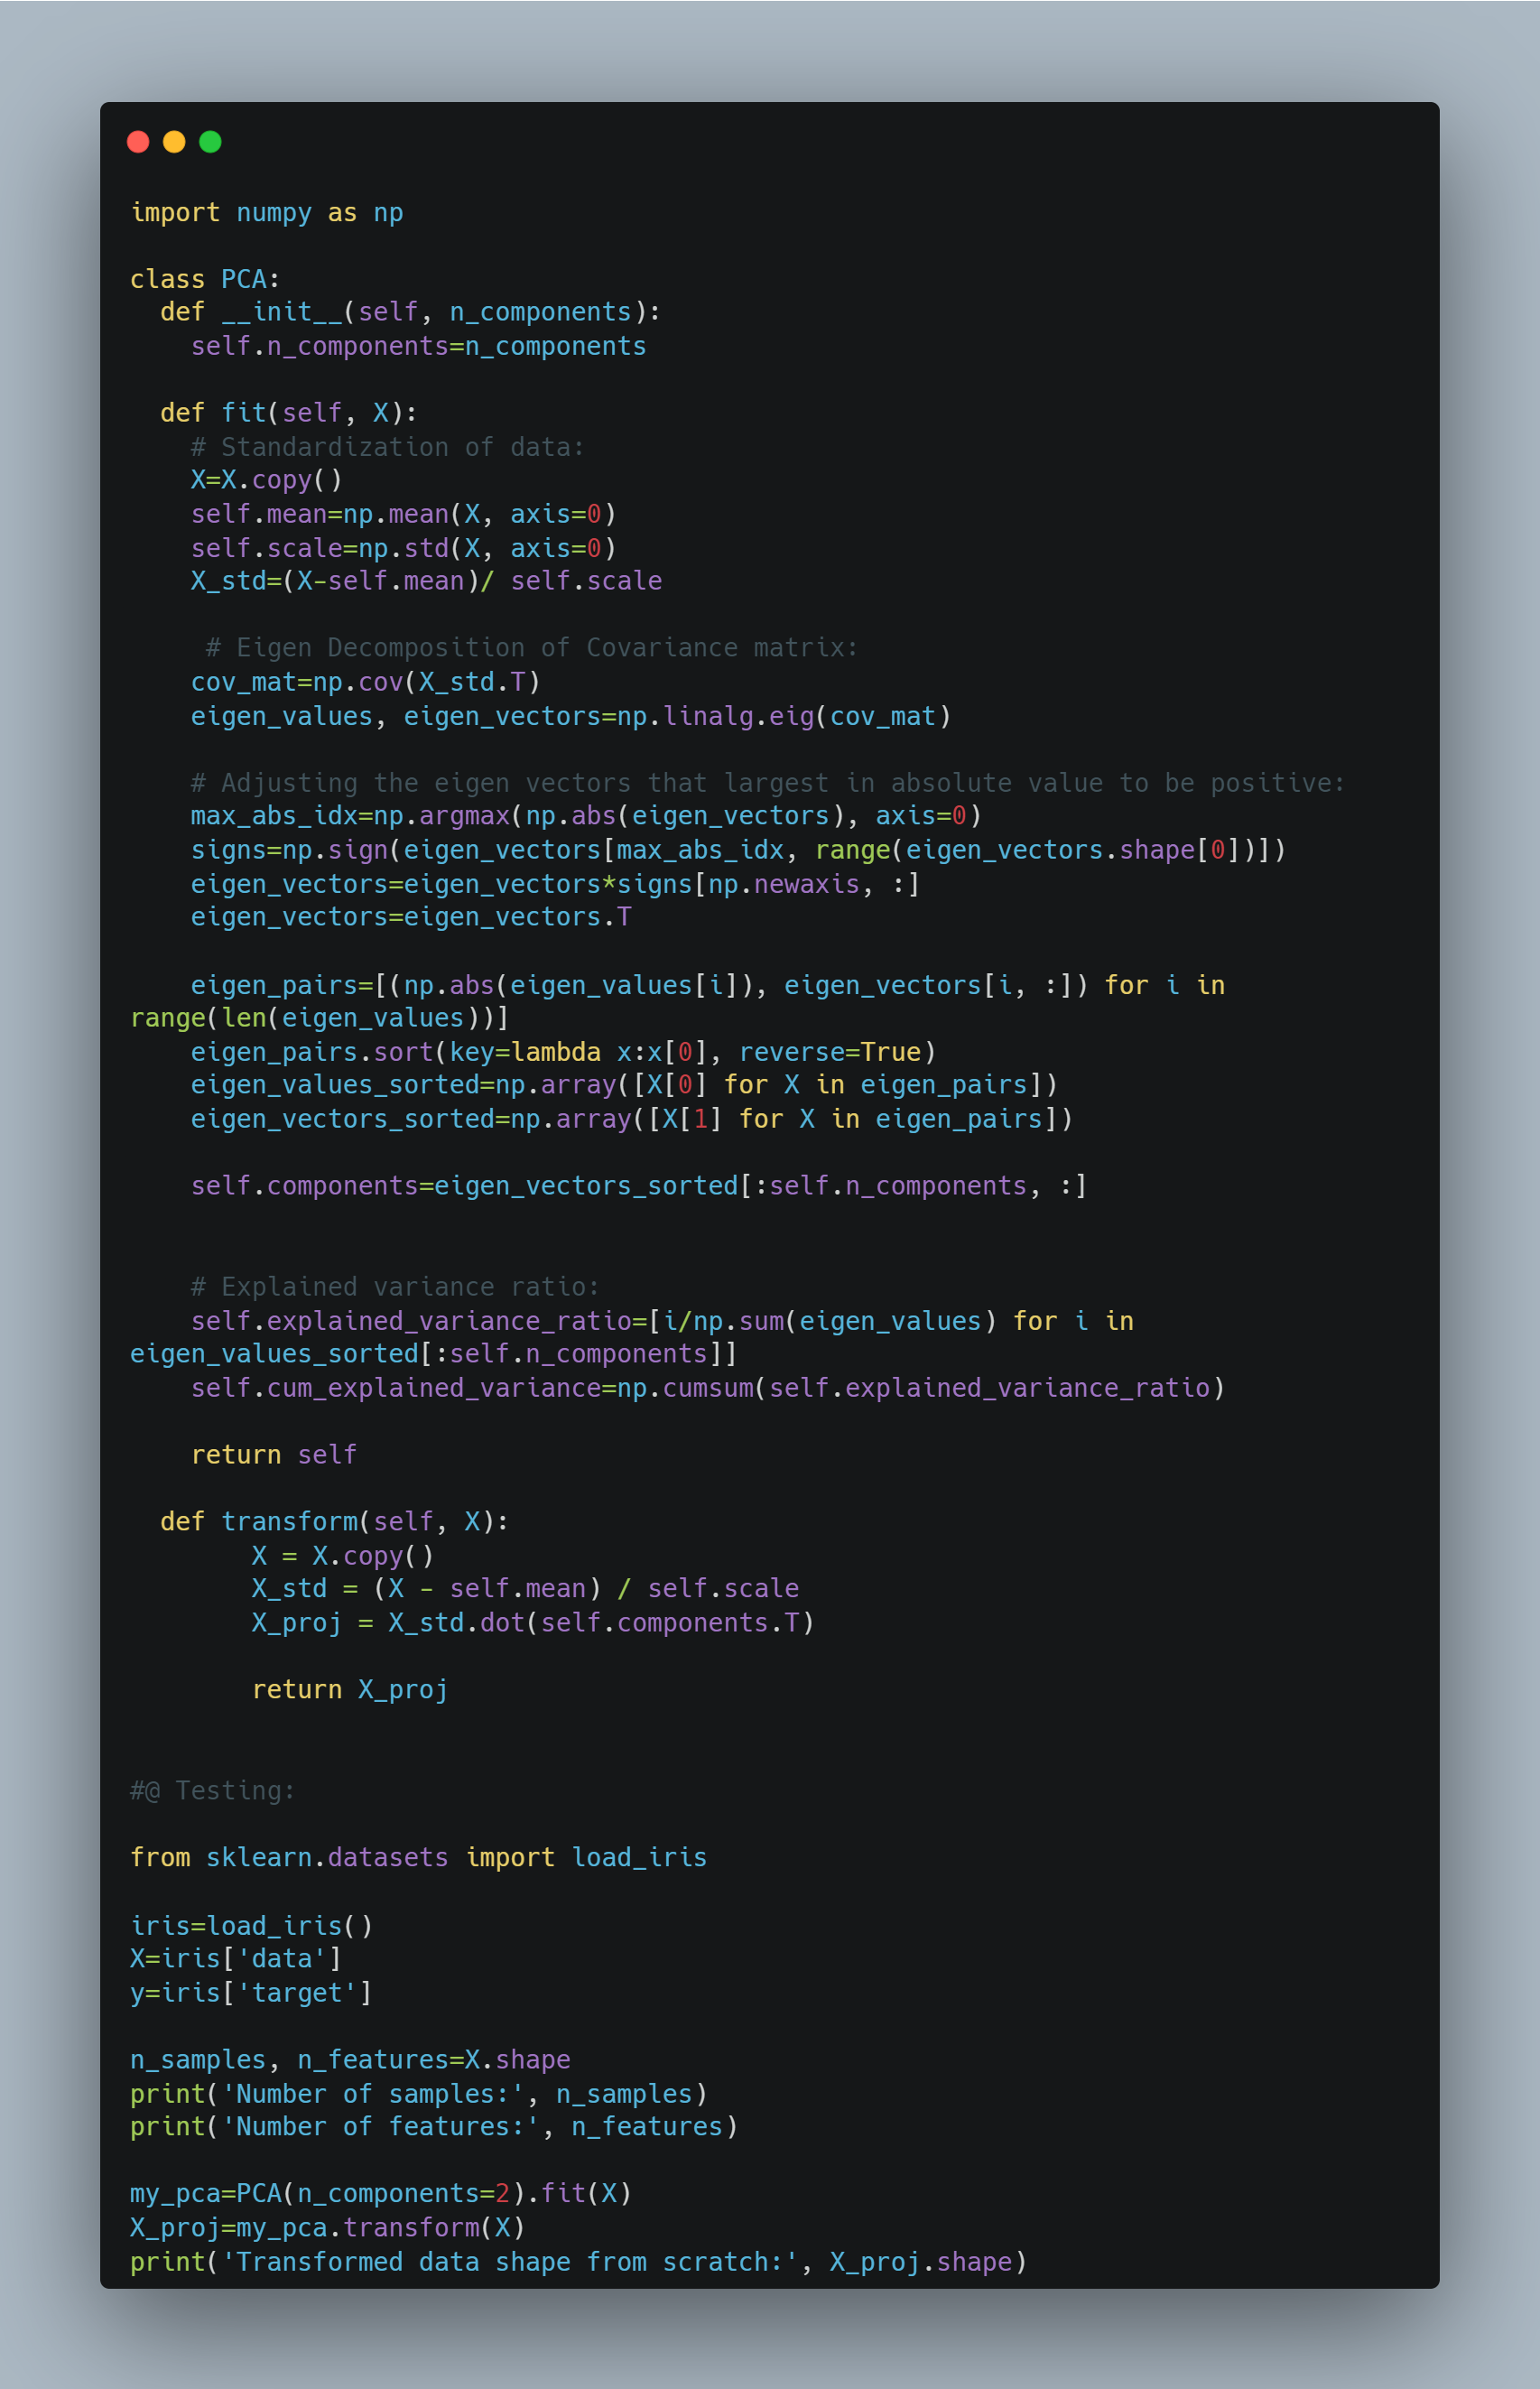 import numpy as np

class PCA:
  def __init__(self, n_components):
    self.n_components=n_components

  def fit(self, X):
    # Standardization of data:
    X=X.copy()
    self.mean=np.mean(X, axis=0)
    self.scale=np.std(X, axis=0)
    X_std=(X-self.mean)/ self.scale

     # Eigen Decomposition of Covariance matrix:
    cov_mat=np.cov(X_std.T)
    eigen_values, eigen_vectors=np.linalg.eig(cov_mat)

    # Adjusting the eigen vectors that largest in absolute value to be positive:
    max_abs_idx=np.argmax(np.abs(eigen_vectors), axis=0)
    signs=np.sign(eigen_vectors[max_abs_idx, range(eigen_vectors.shape[0])])
    eigen_vectors=eigen_vectors*signs[np.newaxis, :]
    eigen_vectors=eigen_vectors.T

    eigen_pairs=[(np.abs(eigen_values[i]), eigen_vectors[i, :]) for i in
range(len(eigen_values))]
    eigen_pairs.sort(key=lambda x:x[0], reverse=True)
    eigen_values_sorted=np.array([X[0] for X in eigen_pairs])
    eigen_vectors_sorted=np.array([X[1] for X in eigen_pairs])

    self.components=eigen_vectors_sorted[:self.n_components, :]


    # Explained variance ratio:
    self.explained_variance_ratio=[i/np.sum(eigen_values) for i in
eigen_values_sorted[:self.n_components]]
    self.cum_explained_variance=np.cumsum(self.explained_variance_ratio)

    return self

  def transform(self, X):
        X = X.copy()
        X_std = (X - self.mean) / self.scale
        X_proj = X_std.dot(self.components.T)

        return X_proj


#@ Testing:

from sklearn.datasets import load_iris

iris=load_iris()
X=iris['data']
y=iris['target']

n_samples, n_features=X.shape
print('Number of samples:', n_samples)
print('Number of features:', n_features)

my_pca=PCA(n_components=2).fit(X)
X_proj=my_pca.transform(X)
print('Transformed data shape from scratch:', X_proj.shape)